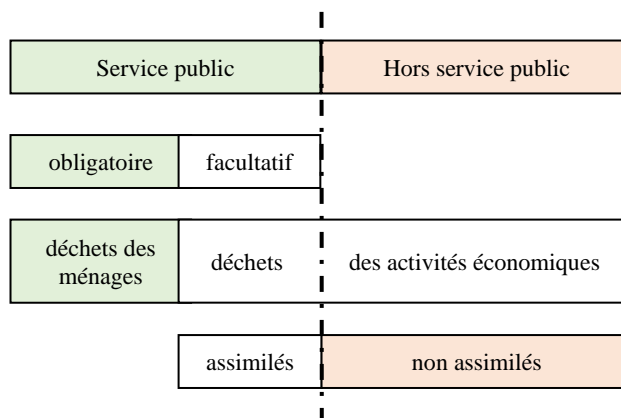 Service public Hors service public
obligatoire facultatif
déchets des
ménages
déchets des activités économiques
assimilés non assimilés